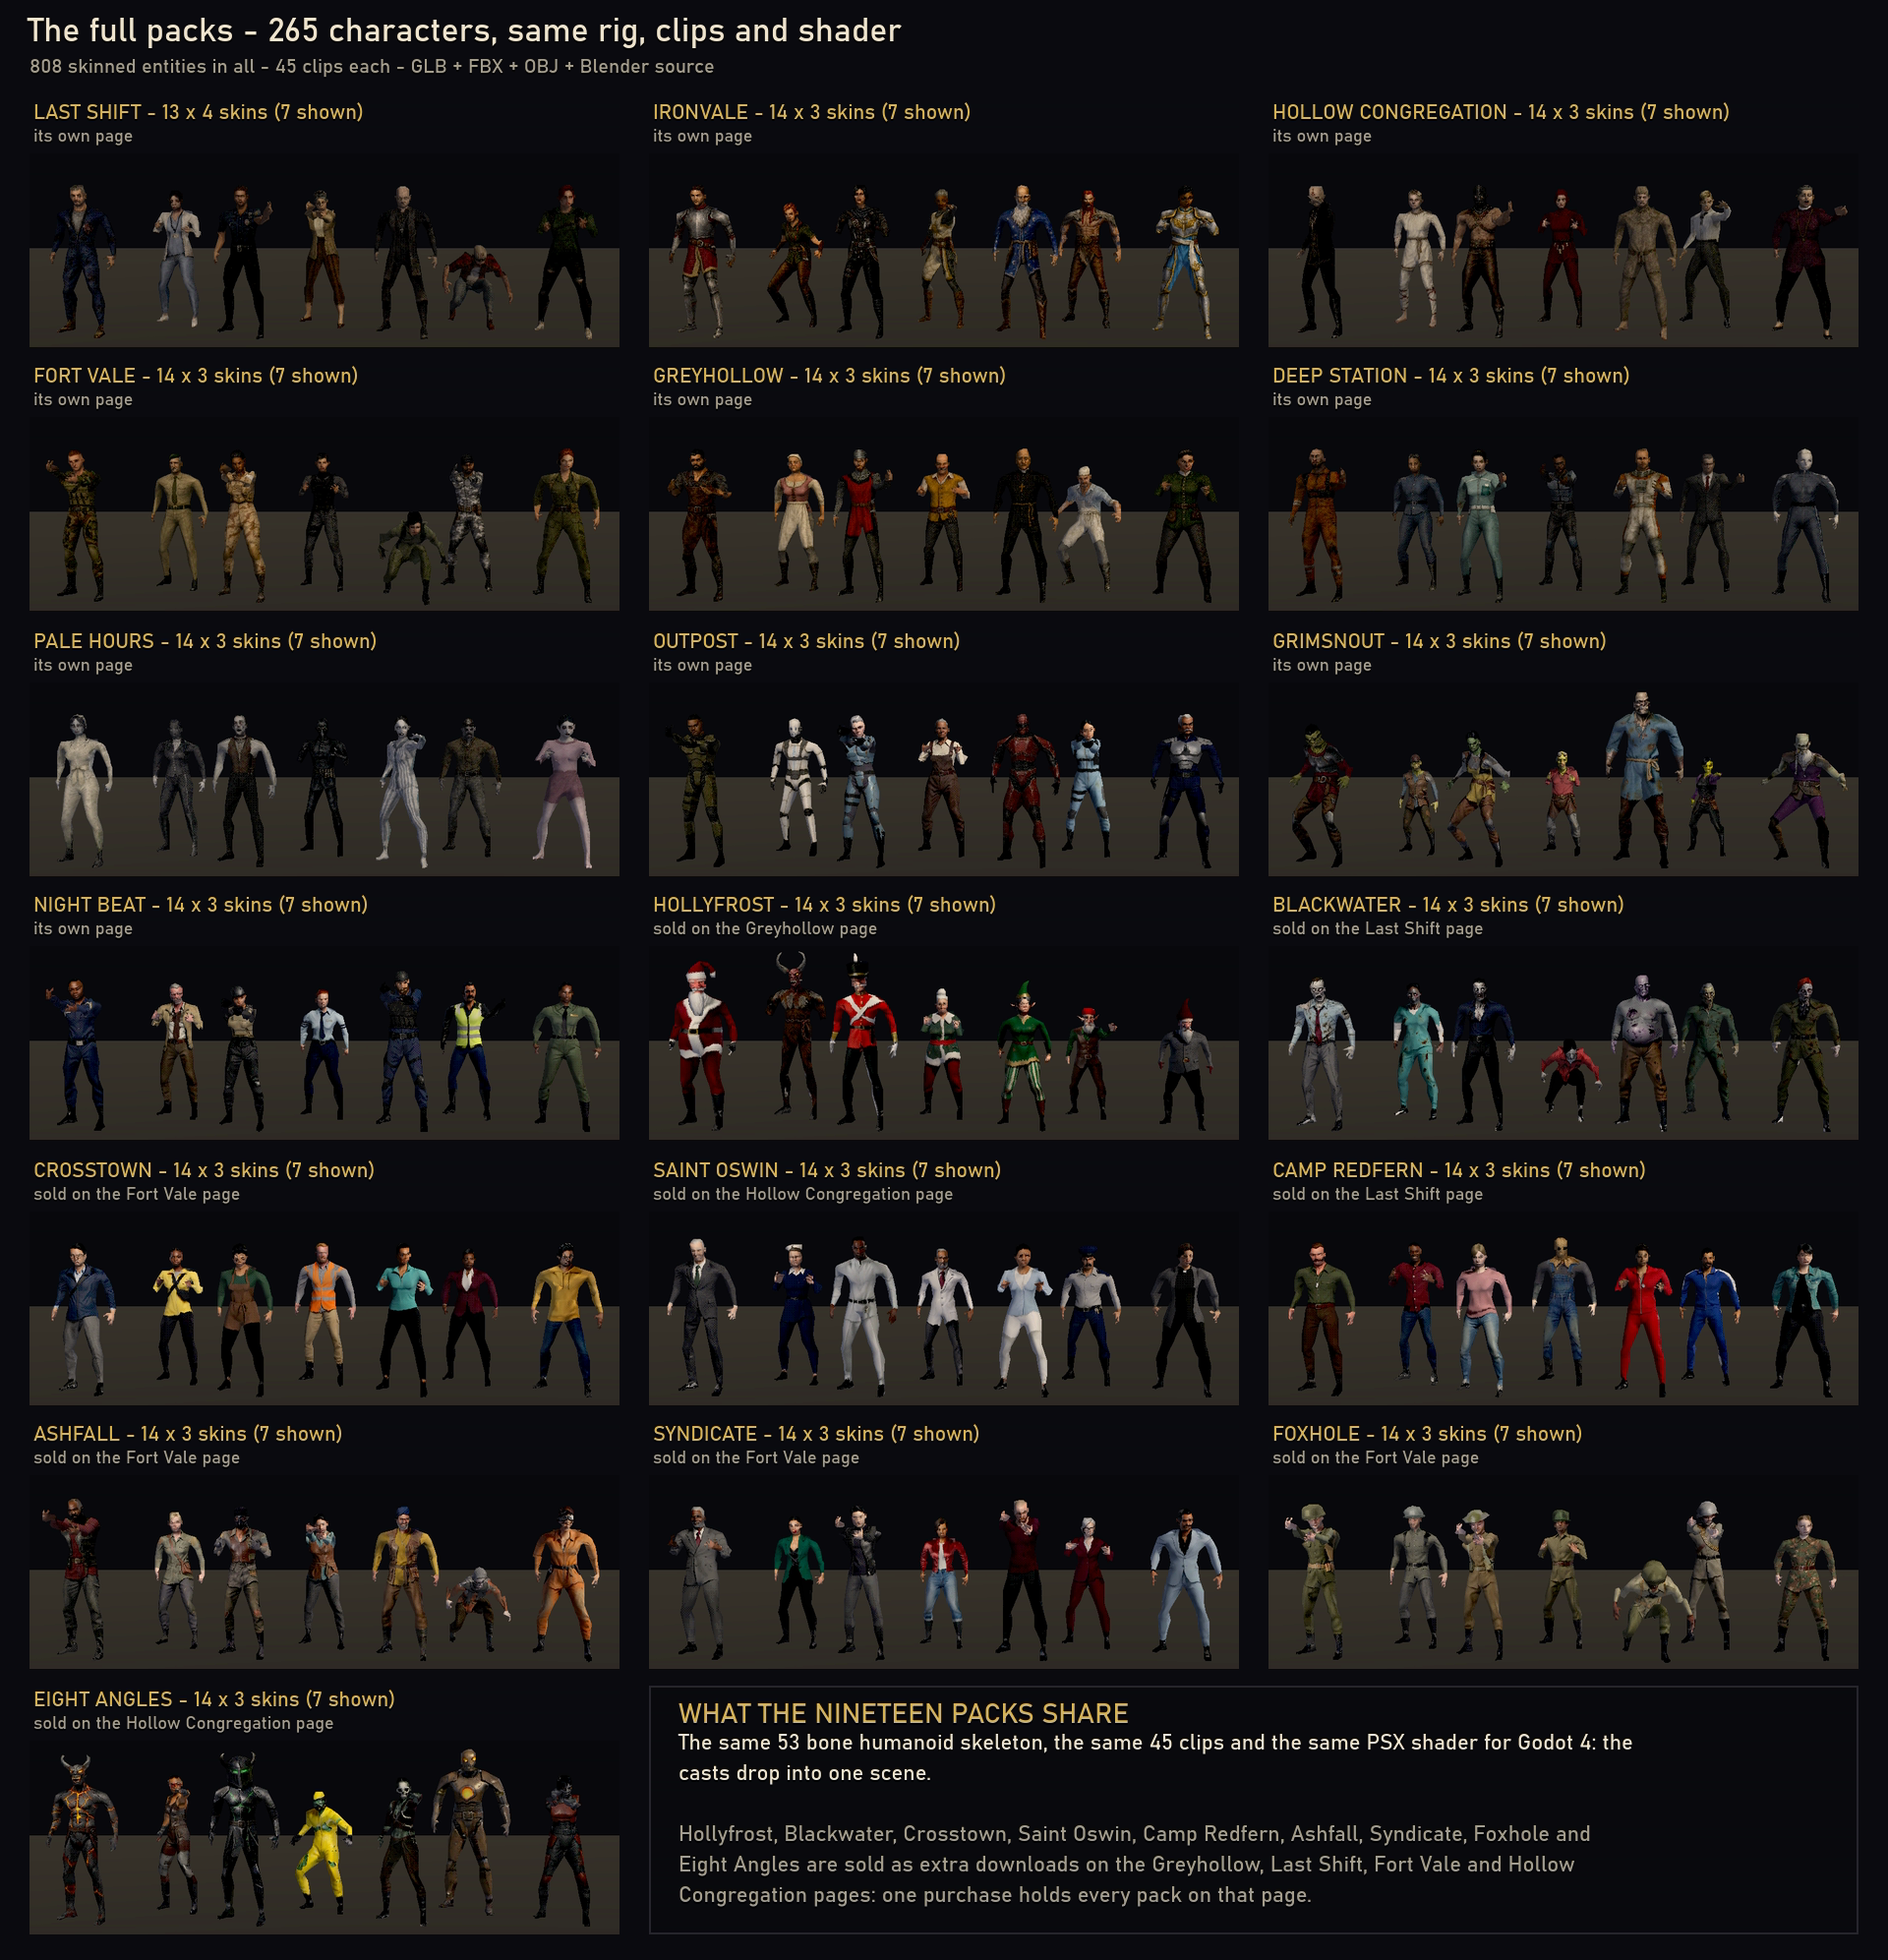 The full packs - 265 characters, same rig, clips and shader
808 skinned entities in all - 45 clips each - GLB + FBX + OBJ + Blender source
LAST SHIFT - 13 x 4 skins (7 shown)
its own page
IRONVALE - 14 x 3 skins (7 shown)
its own page
HOLLOW CONGREGATION - 14 x 3 skins (7 shown)
its own page
FORT VALE - 14 x 3 skins (7 shown)
its own page
GREYHOLLOW - 14 x 3 skins (7 shown)
its own page
DEEP STATION - 14 x 3 skins (7 shown)
its own page
PALE HOURS - 14 x 3 skins (7 shown)
its own page
OUTPOST - 14 x 3 skins (7 shown)
its own page
GRIMSNOUT - 14 x 3 skins (7 shown)
its own page
NIGHT BEAT - 14 x 3 skins (7 shown)
its own page
HOLLYFROST - 14 x 3 skins (7 shown)
sold on the Greyhollow page
BLACKWATER - 14 x 3 skins (7 shown)
sold on the Last Shift page
CROSSTOWN - 14 x 3 skins (7 shown)
sold on the Fort Vale page
SAINT OSWIN - 14 x 3 skins (7 shown)
sold on the Hollow Congregation page
CAMP REDFERN - 14 x 3 skins (7 shown)
sold on the Last Shift page
ASHFALL - 14 x 3 skins (7 shown)
sold on the Fort Vale page
SYNDICATE - 14 x 3 skins (7 shown)
sold on the Fort Vale page
FOXHOLE - 14 x 3 skins (7 shown)
sold on the Fort Vale page
EIGHT ANGLES - 14 x 3 skins (7 shown)
sold on the Hollow Congregation page
WHAT THE NINETEEN PACKS SHARE
The same 53 bone humanoid skeleton, the same 45 clips and the same PSX shader for Godot 4: the
casts drop into one scene.
Hollyfrost, Blackwater, Crosstown, Saint Oswin, Camp Redfern, Ashfall, Syndicate, Foxhole and
Eight Angles are sold as extra downloads on the Greyhollow, Last Shift, Fort Vale and Hollow
Congregation pages: one purchase holds every pack on that page.